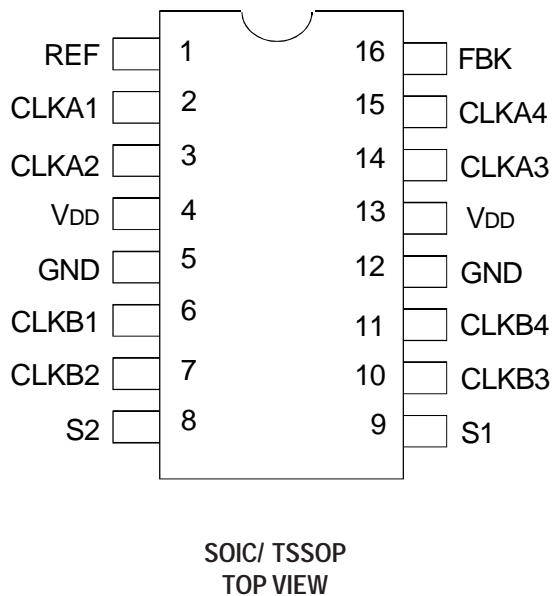 REF 1 16 FBK
CLKA1 2 15 CLKA4
CLKA2 3 14 CLKA3
VDD 4 13 VDD
GND 5 12 GND
CLKB1 6 11 CLKB4
CLKB2 7 10 CLKB3
S2 8 9 S1
SOIC/ TSSOP
TOP VIEW